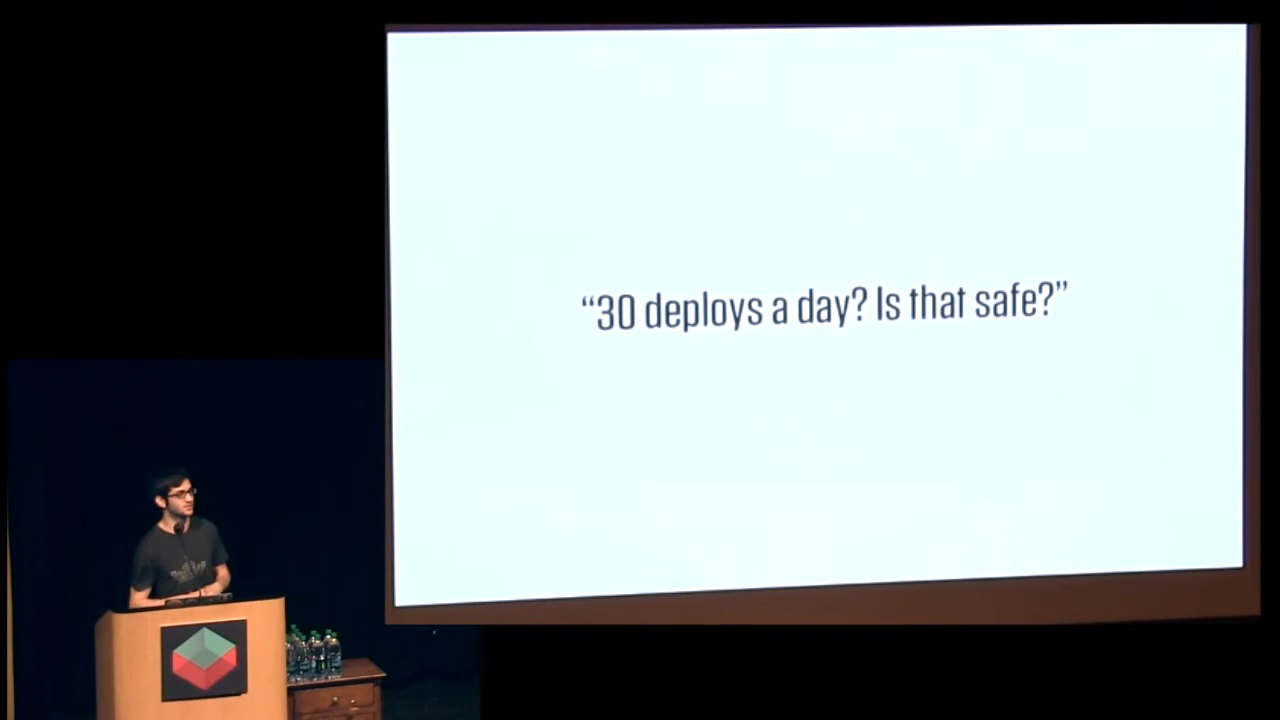 “30 deploys a day? Is that safe?”